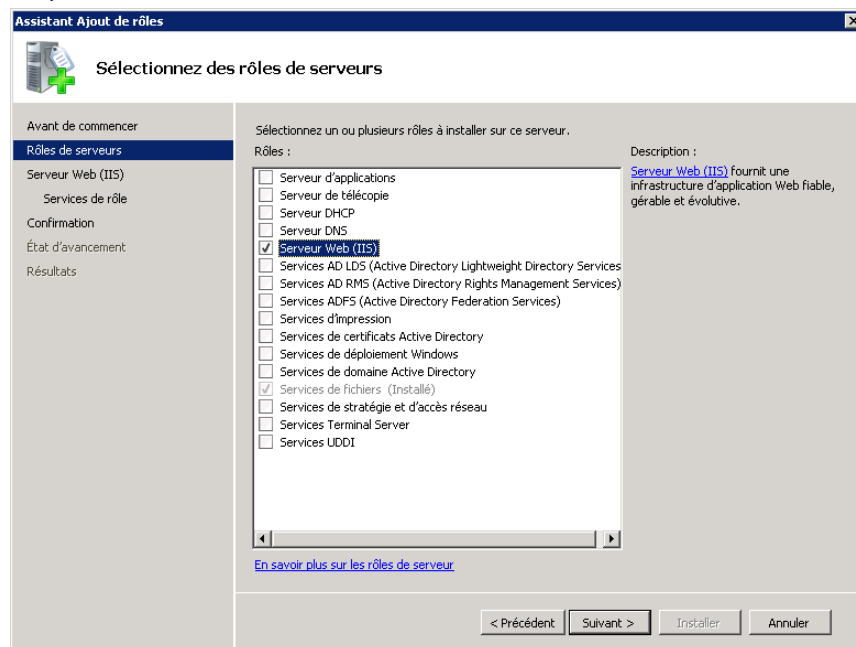 Assistant Ajout de rôles
Sélectionnez des rôles de serveurs
Avant de commencer
Rôles de serveurs
Serveur Web (IIS)
Services de rôle
Confirmation
État d'avancement
Résultats
Sélectionnez un ou plusieurs rôles à installer sur ce serveur.
Rôles :
Serveur d'applications
Serveur de télécopie
Serveur DHCP
Serveur DNS
Serveur Web (IIS)
Services AD LDS (Active Directory Lightweight Directory Services
Services AD RMS (Active Directory Rights Management Services)
Services ADFS (Active Directory Federation Services)
Services d'impression
Services de certificats Active Directory
Services de déploiement Windows
Services de domaine Active Directory
Services de fichiers (Installé)
Services de stratégie et d'accès réseau
Services Terminal Server
Services UDDI
En savoir plus sur les rôles de serveur
Description :
Serveur Web (IIS) fournit une
infrastructure d'application Web fiable,
gérable et évolutive.
< Précédent
Suivant >
Installer
Annuler